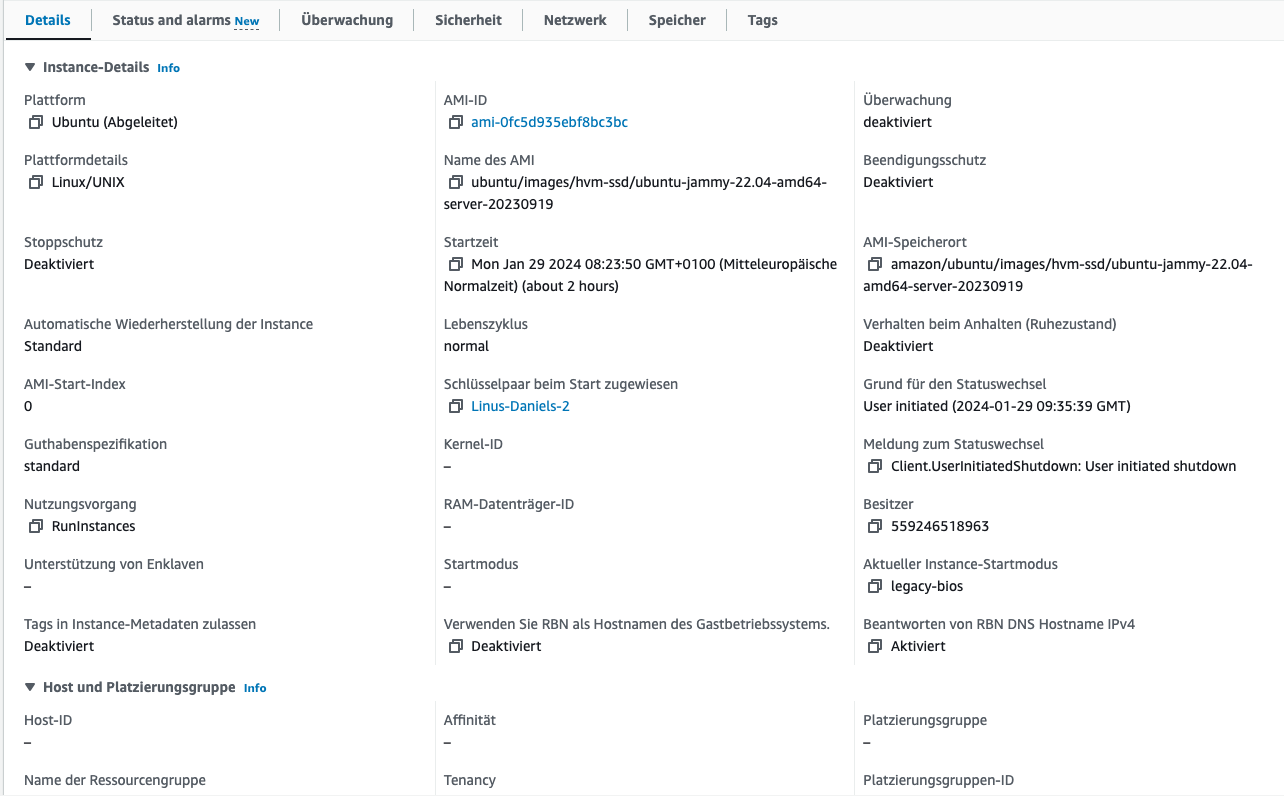 Details
Status and alarms New
Überwachung
Sicherheit
Netzwerk
Speicher
Tags
Instance-Details Info
Plattform
Ubuntu (Abgeleitet)
AMI-ID
ami-0fc5d935ebf8bc3bc
Überwachung
deaktiviert
Plattformdetails
Linux/UNIX
Name des AMI
ubuntu/images/hvm-ssd/ubuntu-jammy-22.04-amd64-
server-20230919
Beendigungsschutz
Deaktiviert
Stoppschutz
Deaktiviert
Startzeit
Mon Jan 29 2024 08:23:50 GMT+0100 (Mitteleuropäische
Normalzeit) (about 2 hours)
AMI-Speicherort
amazon/ubuntu/images/hvm-ssd/ubuntu-jammy-22.04-
amd64-server-20230919
Automatische Wiederherstellung der Instance
Standard
Lebenszyklus
normal
Verhalten beim Anhalten (Ruhezustand)
Deaktiviert
AMI-Start-Index
0
Schlüsselpaar beim Start zugewiesen
Linus-Daniels-2
Grund für den Statuswechsel
User initiated (2024-01-29 09:35:39 GMT)
Guthabenspezifikation
standard
Kernel-ID
–
Meldung zum Statuswechsel
Client.UserInitiatedShutdown: User initiated shutdown
Nutzungsvorgang
RunInstances
RAM-Datenträger-ID
–
Besitzer
559246518963
Unterstützung von Enklaven
–
Startmodus
–
Aktueller Instance-Startmodus
legacy-bios
Tags in Instance-Metadaten zulassen
Deaktiviert
Verwenden Sie RBN als Hostnamen des Gastbetriebssystems.
Deaktiviert
Beantworten von RBN DNS Hostname IPv4
Aktiviert
Host und Platzierungsgruppe Info
Host-ID
–
Affinität
–
Platzierungsgruppe
–
Name der Ressourcengruppe
Tenancy
Platzierungsgruppen-ID